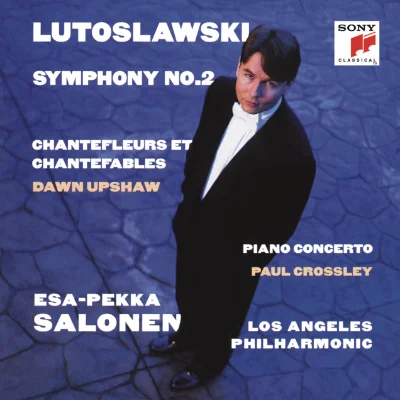 LUTOSLAWSKI
SYMPHONY NO.2
SONY
CLASSICAL
CHANTEFLEURS ET
CHANTEFABLES
DAWN UPSHAW
PIANO CONCERTO
PAUL CROSSLEY
ESA-PEKKA
SALONEN
LOS ANGELES
PHILHARMONIC